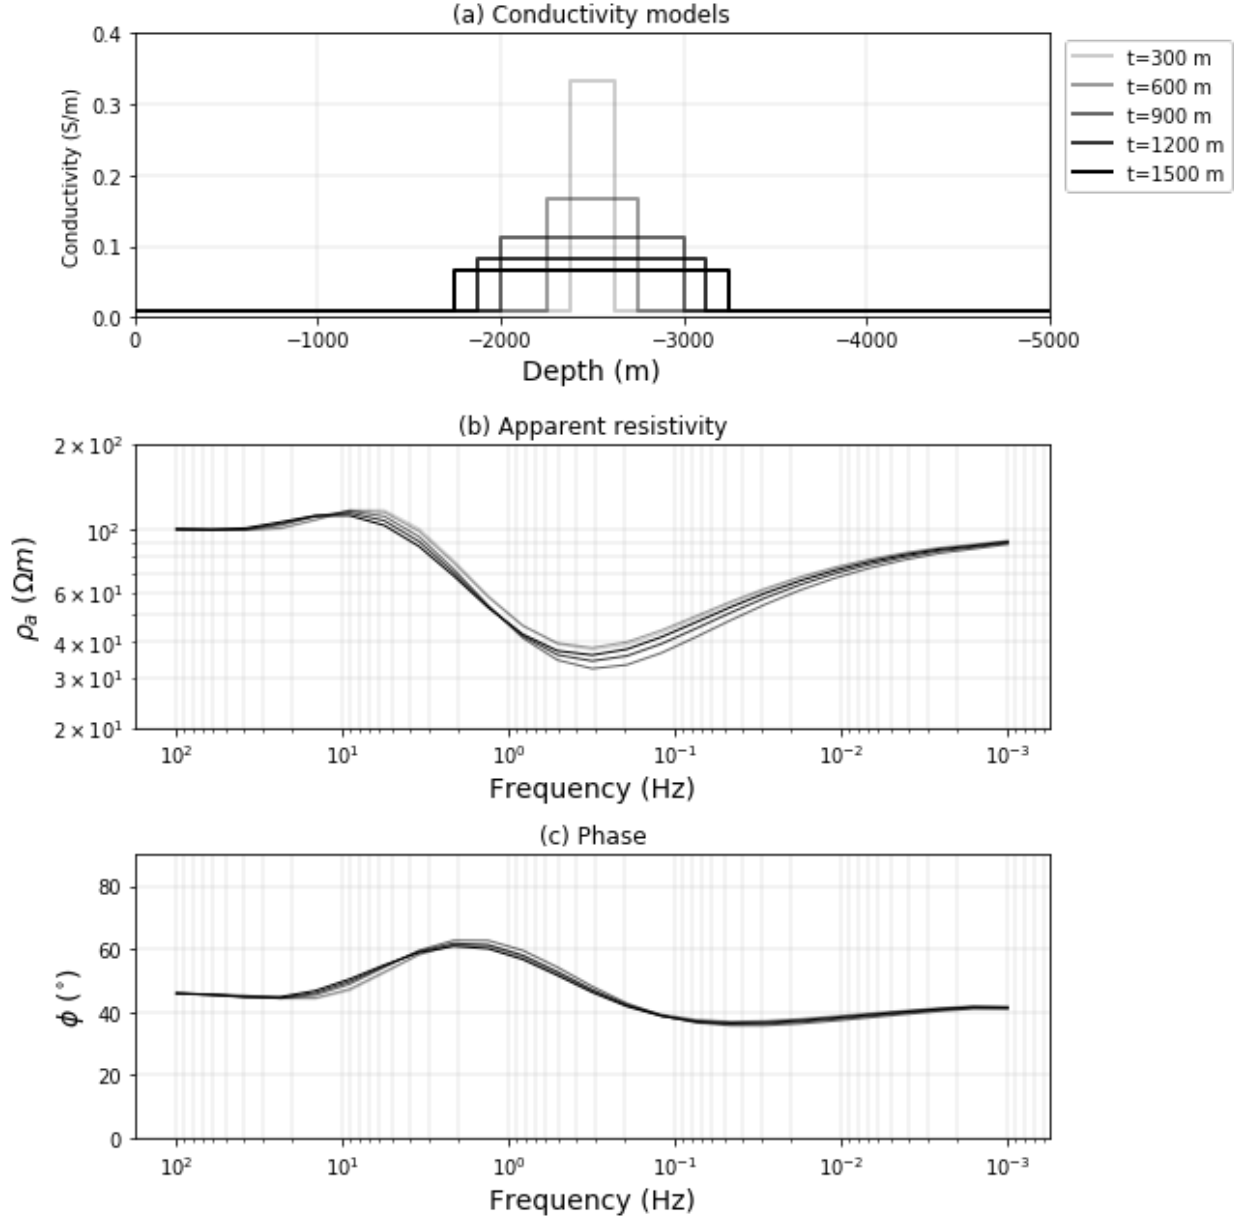 (a) Conductivity models
Conductivity (S/m)
0.4
0.3
0.2
0.1
0.0
0 −1000 −2000 −3000 −4000 −5000
Depth (m)
t=300 m
t=600 m
t=900 m
t=1200 m
t=1500 m
(b) Apparent resistivity
ρₐ (Ωm)
2 × 10²
10²
6 × 10¹
4 × 10¹
3 × 10¹
2 × 10¹
10² 10¹ 10⁰ 10⁻¹ 10⁻² 10⁻³
Frequency (Hz)
(c) Phase
ϕ (°)
80
60
40
20
0
10² 10¹ 10⁰ 10⁻¹ 10⁻² 10⁻³
Frequency (Hz)